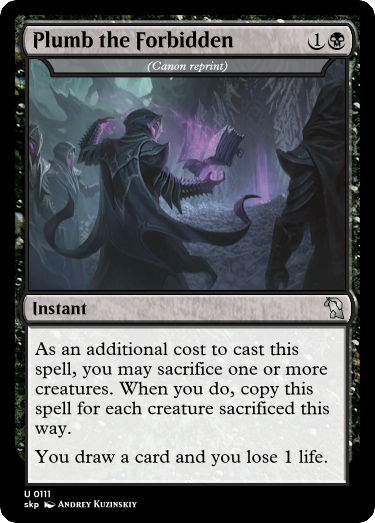 Plumb the Forbidden 1
(Canon reprint)
Instant
As an additional cost to cast this
spell, you may sacrifice one or more
creatures. When you do, copy this
spell for each creature sacrificed this
way.
You draw a card and you lose 1 life.
U 0111
skp Andrey Kuzinskiy